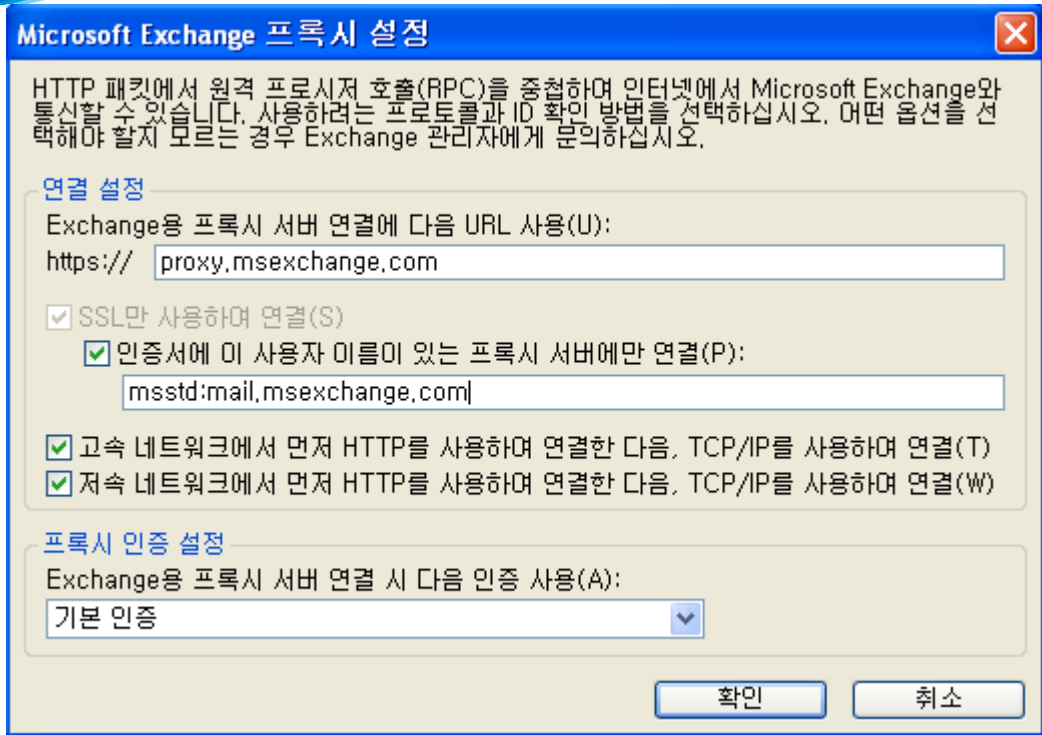 Microsoft Exchange 프록시 설정
HTTP 패킷에서 원격 프로시저 호출(RPC)을 중첩하여 인터넷에서 Microsoft Exchange와
통신할 수 있습니다. 사용하려는 프로토콜과 ID 확인 방법을 선택하십시오. 어떤 옵션을 선
택해야 할지 모르는 경우 Exchange 관리자에게 문의하십시오.
연결 설정
Exchange용 프록시 서버 연결에 다음 URL 사용(U):
https:// proxy.msexchange.com
SSL만 사용하여 연결(S)
인증서에 이 사용자 이름이 있는 프록시 서버에만 연결(P):
msstd:mail.msexchange.com
고속 네트워크에서 먼저 HTTP를 사용하여 연결한 다음, TCP/IP를 사용하여 연결(T)
저속 네트워크에서 먼저 HTTP를 사용하여 연결한 다음, TCP/IP를 사용하여 연결(W)
프록시 인증 설정
Exchange용 프록시 서버 연결 시 다음 인증 사용(A):
기본 인증
확인 취소